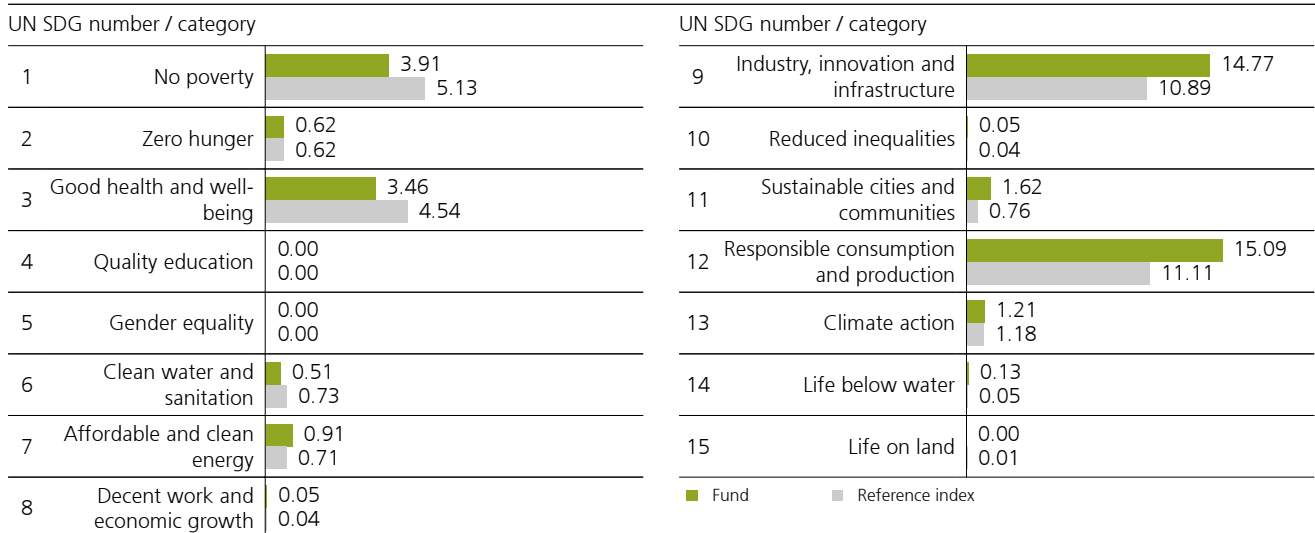 UN SDG number / category
1 No poverty 3.91
5.13
2 Zero hunger 0.62
0.62
3 Good health and well-
being 3.46
4.54
4 Quality education 0.00
0.00
5 Gender equality 0.00
0.00
6 Clean water and
sanitation 0.51
0.73
7 Affordable and clean
energy 0.91
0.71
8 Decent work and
economic growth 0.05
0.04
UN SDG number / category
9 Industry, innovation and
infrastructure 14.77
10.89
10 Reduced inequalities 0.05
0.04
11 Sustainable cities and
communities 1.62
0.76
12 Responsible consumption
and production 15.09
11.11
13 Climate action 1.21
1.18
14 Life below water 0.13
0.05
15 Life on land 0.00
0.01
Fund Reference index